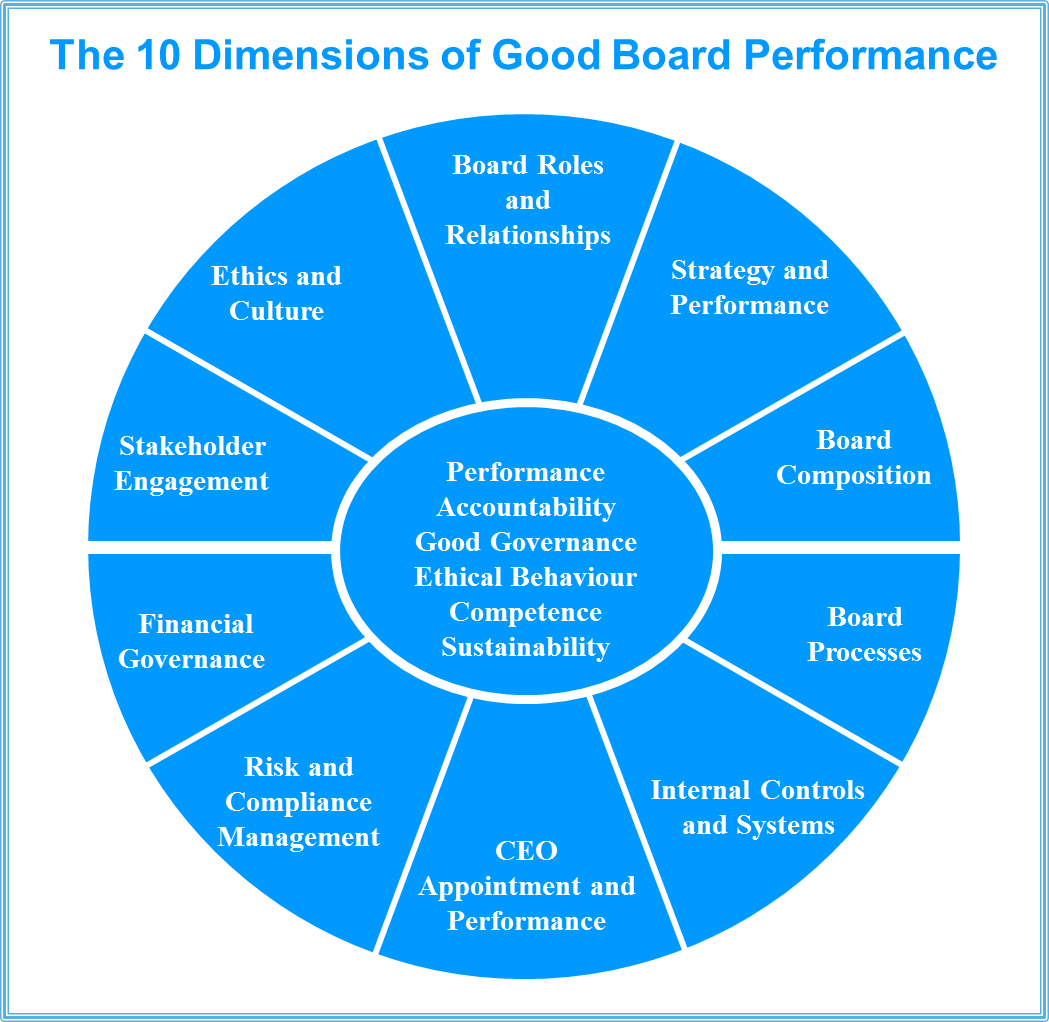 The 10 Dimensions of Good Board Performance
Board Roles
and
Relationships
Strategy and
Performance
Board
Composition
Board
Processes
Internal Controls
and Systems
CEO
Appointment and
Performance
Risk and
Compliance
Management
Financial
Governance
Stakeholder
Engagement
Ethics and
Culture
Performance
Accountability
Good Governance
Ethical Behaviour
Competence
Sustainability